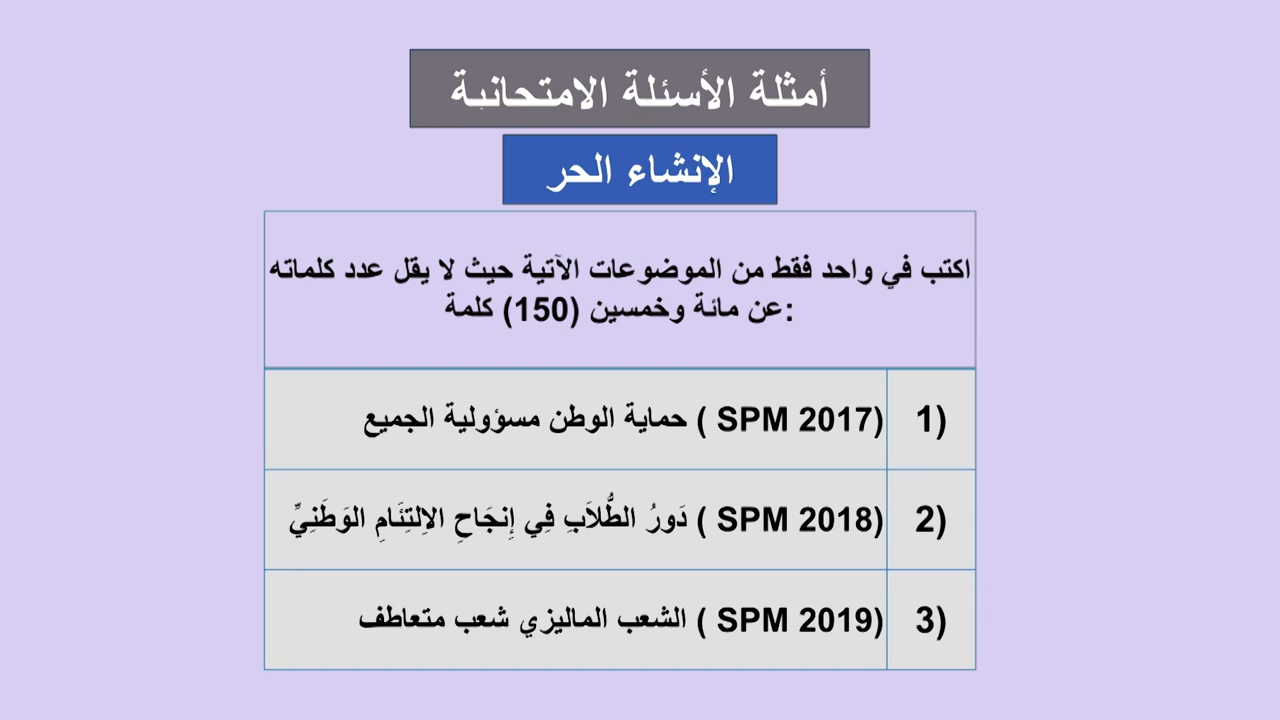 أمثلة الأسئلة الامتحانبة
الإنشاء الحر
اكتب في واحد فقط من الموضوعات الآتية حيث لا يقل عدد كلماته
عن مائة وخمسين (150) كلمة:
1) (SPM 2017 ) حماية الوطن مسؤولية الجميع
2) (SPM 2018 ) دَورُ الطُّلاَبِ فِي إِنجَاحِ الاِلتِئَامِ الوَطَنِيِّ
3) (SPM 2019 ) الشعب الماليزي شعب متعاطف